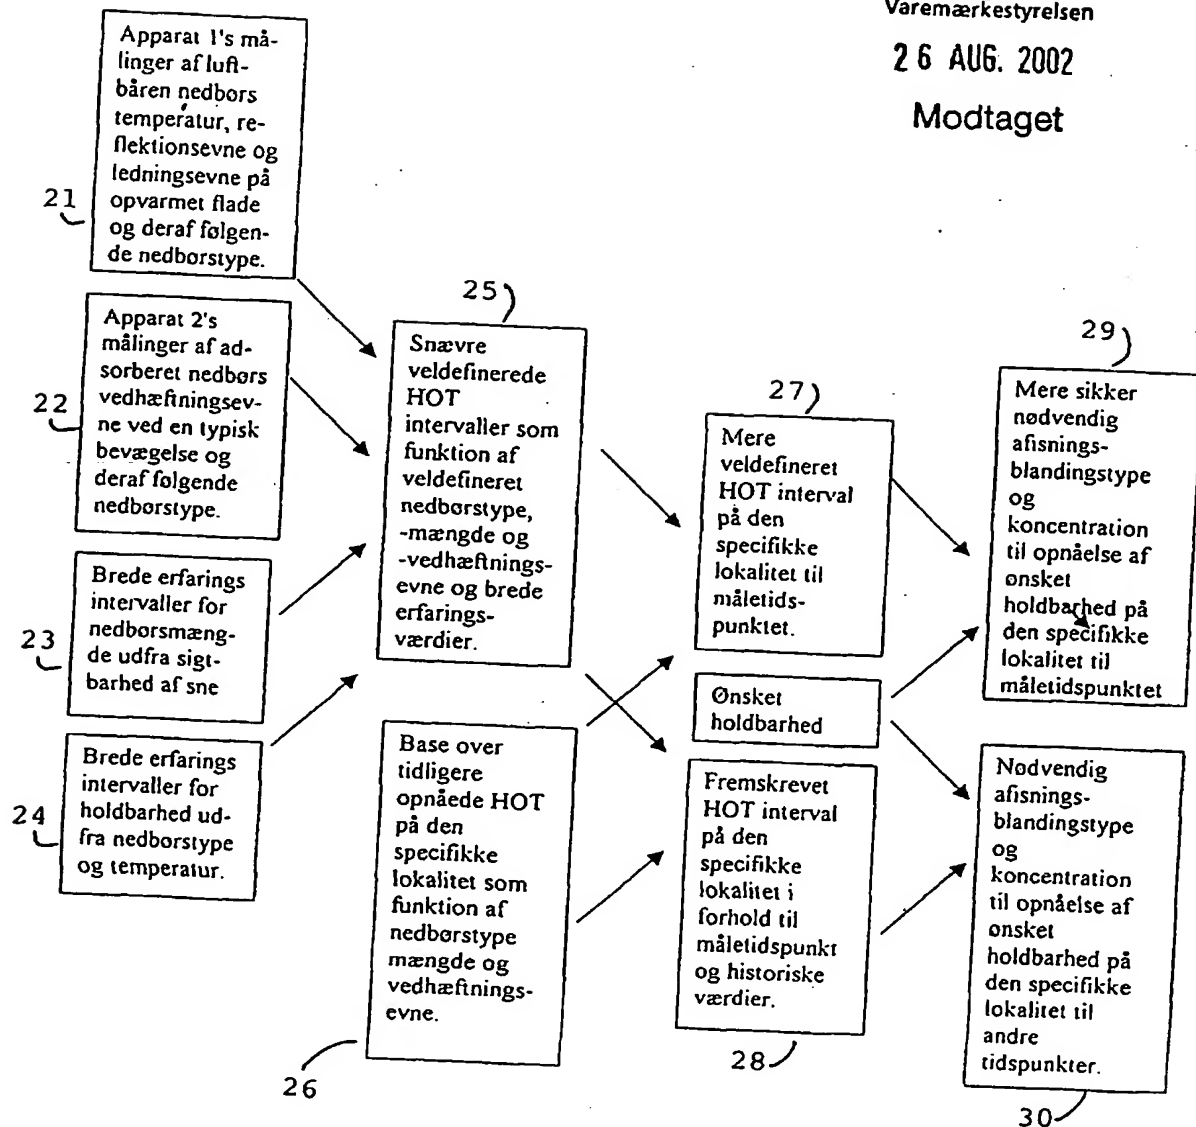 Varemærkestyrelsen
26 AUG. 2002
Modtaget
Apparat 1's må-
linger af luft-
båren nedbørs
temperatur, re-
flektionsevne og
ledningsevne på
opvarmet flade
og deraf følgen-
de nedbørstype.
21
Apparat 2's
målinger af ad-
sorberet nedbørs
vedhæftningsev-
ne ved en typisk
bevægelse og
deraf følgende
nedbørstype.
22
Brede erfarings
intervaller for
nedbørsmæng-
de udfra sigt-
barhed af sne
23
Brede erfarings
intervaller for
holdbarhed ud-
fra nedbørstype
og temperatur.
24
25
Snævre
veldefinerede
HOT
intervaller som
funktion af
veldefineret
nedbørstype,
-mængde og
-vedhæftnings-
evne og brede
erfarings-
værdier.
Base over
tidligere
opnåede HOT
på den
specifikke
lokalitet som
funktion af
nedbørstype
mængde og
vedhæftnings-
evne.
26
27
Mere
veldefineret
HOT interval
på den
specifikke
lokalitet til
måletids-
punktet.
Ønsket
holdbarhed
Fremskrevet
HOT interval
på den
specifikke
lokalitet i
forhold til
måletidspunkt
og historiske
værdier.
28
29
Mere sikker
nødvendig
afisnings-
blandingstype
og
koncentration
til opnåelse af
ønsket
holdbarhed på
den specifikke
lokalitet til
måletidspunktet
Nødvendig
afisnings-
blandingstype
og
koncentration
til opnåelse af
ønsket
holdbarhed på
den specifikke
lokalitet til
andre
tidspunkter.
30